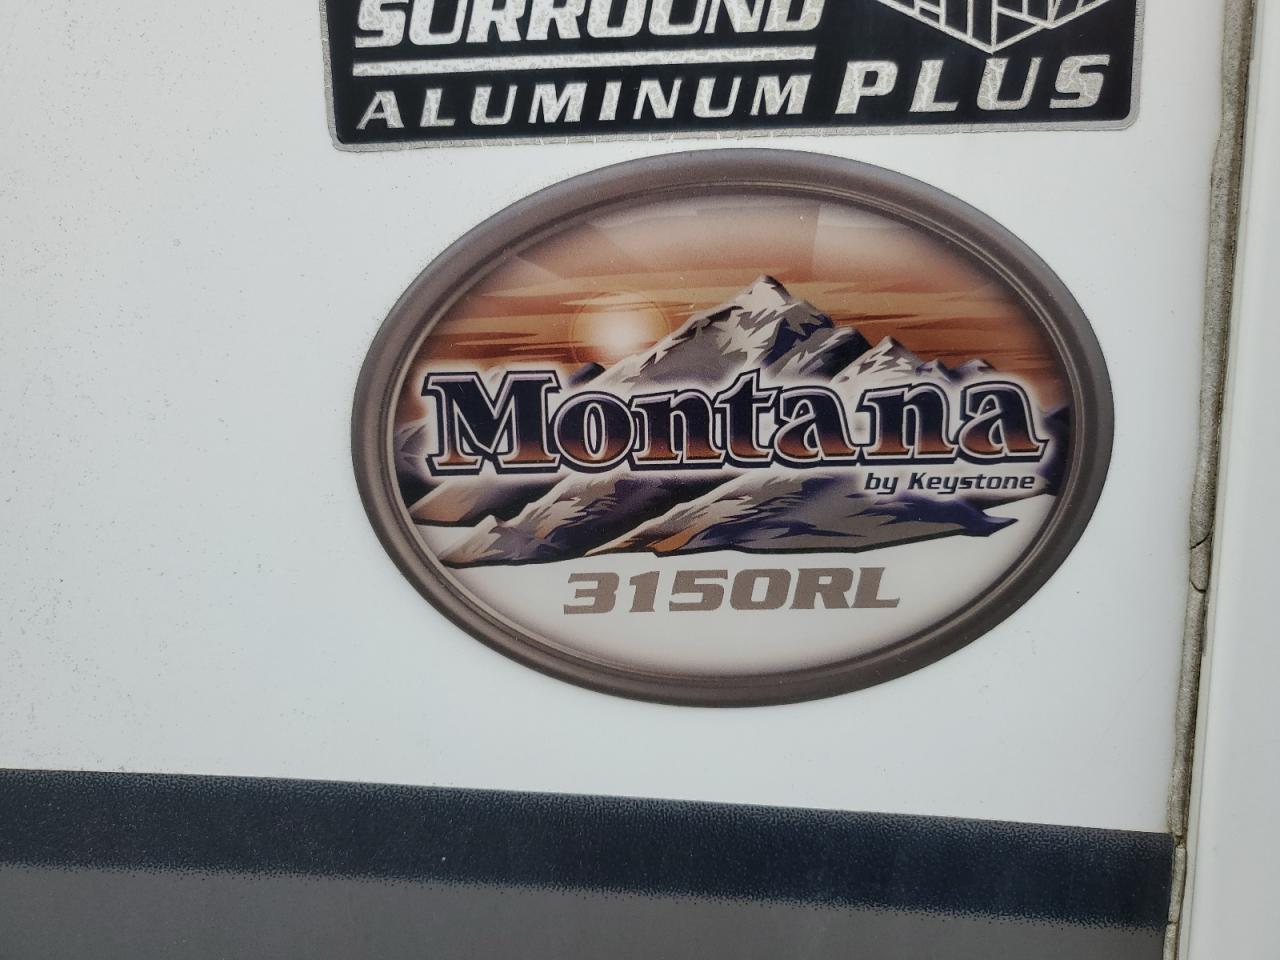 SURROUND
ALUMINUM PLUS
Montana
by Keystone
3150RL